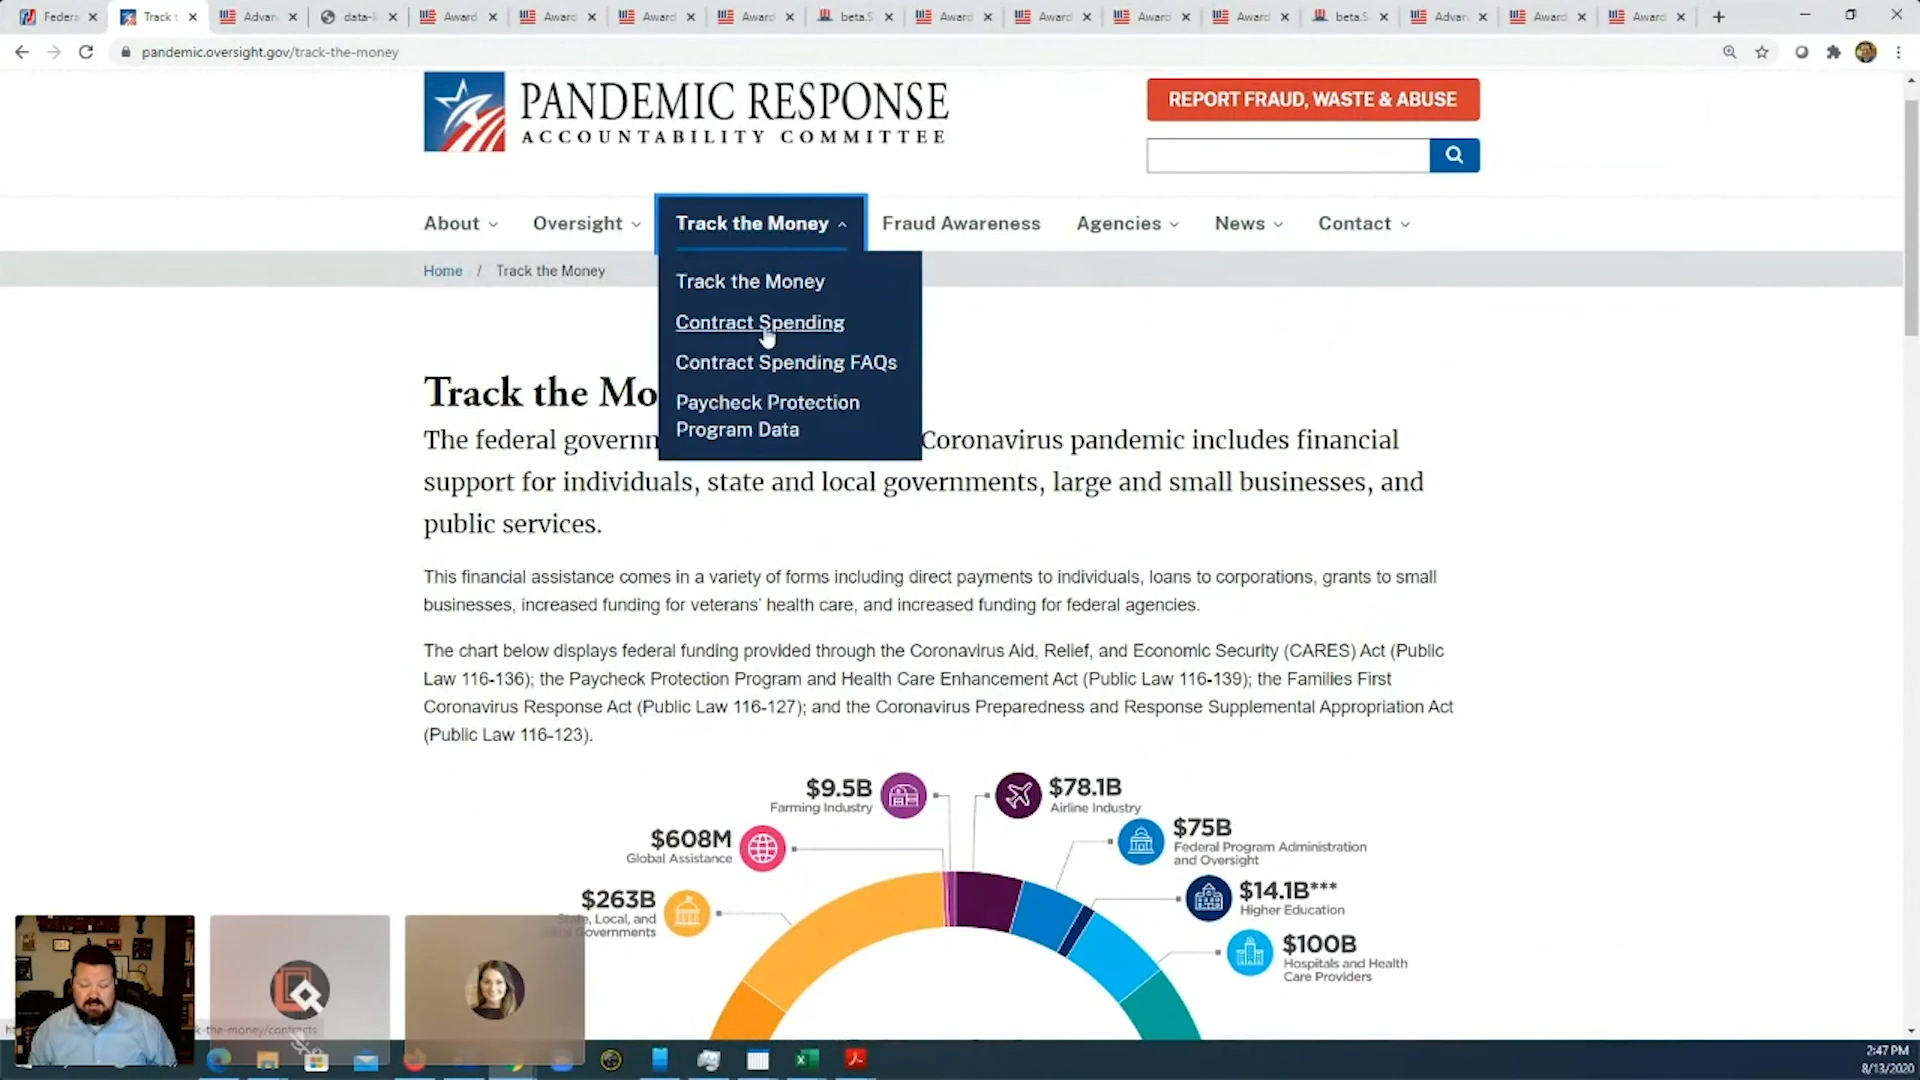 Federa
Track t
Advan
data-l
Award
Award
Award
Award
beta.S
Award
Award
Award
Award
beta.S
Advan
Award
Award
pandemic.oversight.gov/track-the-money
PANDEMIC RESPONSE
ACCOUNTABILITY COMMITTEE
REPORT FRAUD, WASTE & ABUSE
About
Oversight
Track the Money
Fraud Awareness
Agencies
News
Contact
Home / Track the Money
Track the Money
Contract Spending
Contract Spending FAQs
Paycheck Protection
Program Data
Track the Mo
The federal governm Coronavirus pandemic includes financial
support for individuals, state and local governments, large and small businesses, and
public services.
This financial assistance comes in a variety of forms including direct payments to individuals, loans to corporations, grants to small
businesses, increased funding for veterans' health care, and increased funding for federal agencies.
The chart below displays federal funding provided through the Coronavirus Aid, Relief, and Economic Security (CARES) Act (Public
Law 116-136); the Paycheck Protection Program and Health Care Enhancement Act (Public Law 116-139); the Families First
Coronavirus Response Act (Public Law 116-127); and the Coronavirus Preparedness and Response Supplemental Appropriation Act
(Public Law 116-123).
$9.5B
Farming Industry
$78.1B
Airline Industry
$608M
Global Assistance
$75B
Federal Program Administration
and Oversight
$263B
State, Local, and
Governments
$14.1B***
Higher Education
$100B
Hospitals and Health
Care Providers
k-the-money/contracts
2:47 PM
8/13/2020